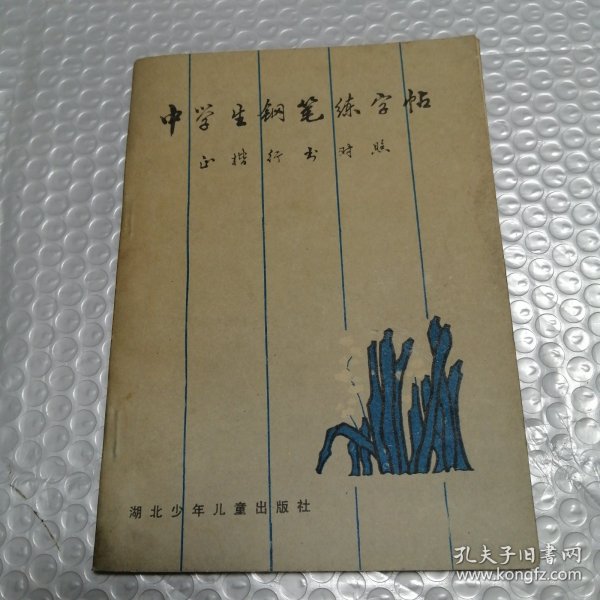 中学生钢笔练字帖
正楷行书对照
湖北少年儿童出版社
孔夫子旧书网
www.kongfz.com